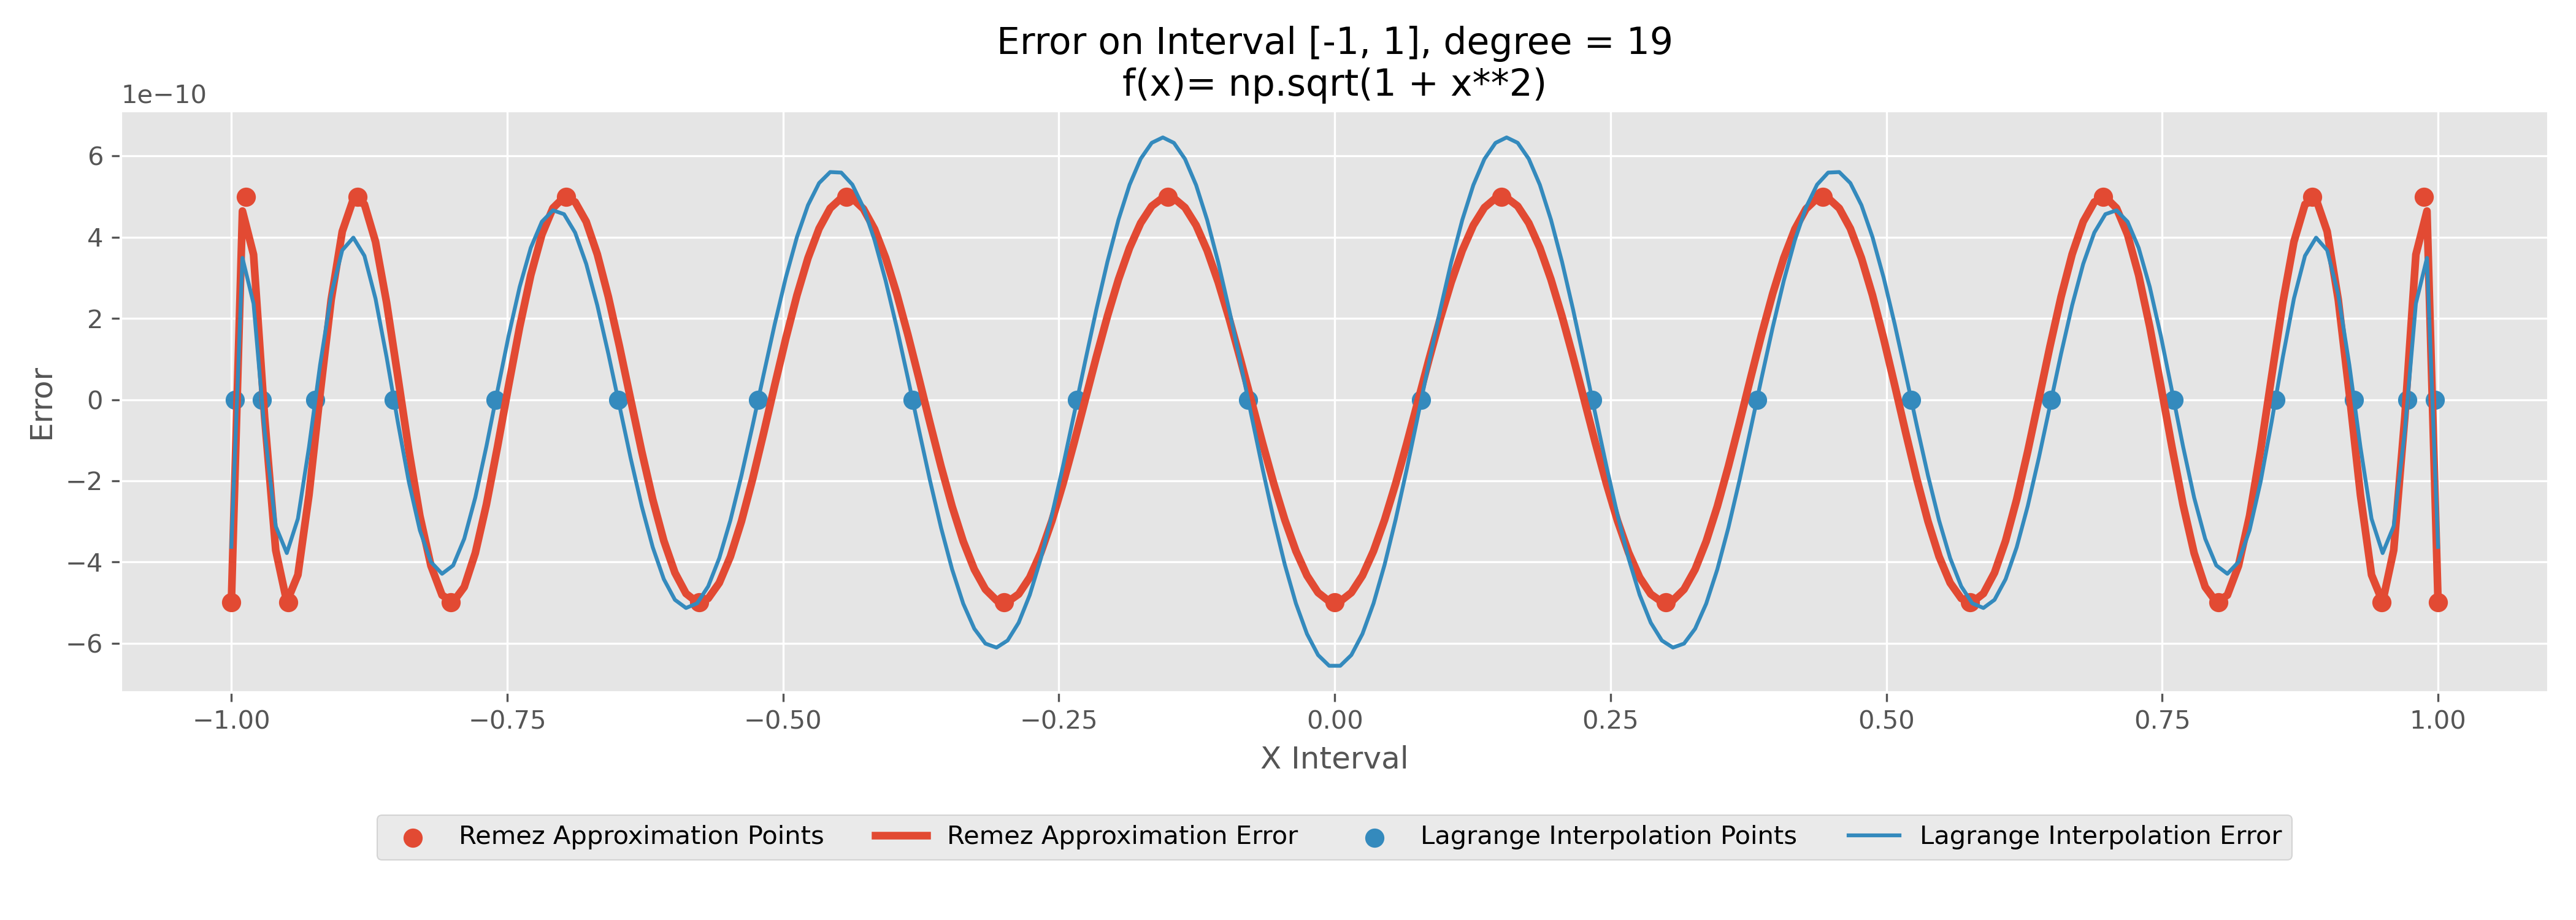 Error on Interval [-1, 1], degree = 19
f(x)= np.sqrt(1 + x**2)
1e−10
6
4
2
0
−2
−4
−6
Error
−1.00 −0.75 −0.50 −0.25 0.00 0.25 0.50 0.75 1.00
X Interval
Remez Approximation Points Remez Approximation Error Lagrange Interpolation Points Lagrange Interpolation Error